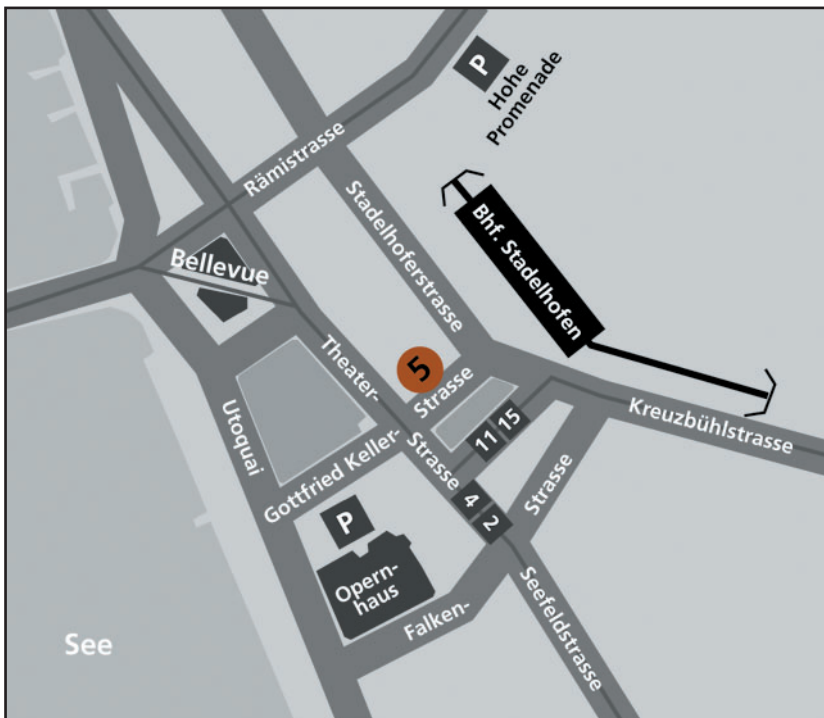 P
Hohe
Promenade
Rämistrasse
Stadelhoferstrasse
Bhf. Stadelhofen
Bellevue
Theater-
Strasse
5
Gottfried Keller-
Strasse
Utoquai
Kreuzbühlstrasse
11
15
4
2
P
Opern-
haus
Falken-
Strasse
Seefeldstrasse
See